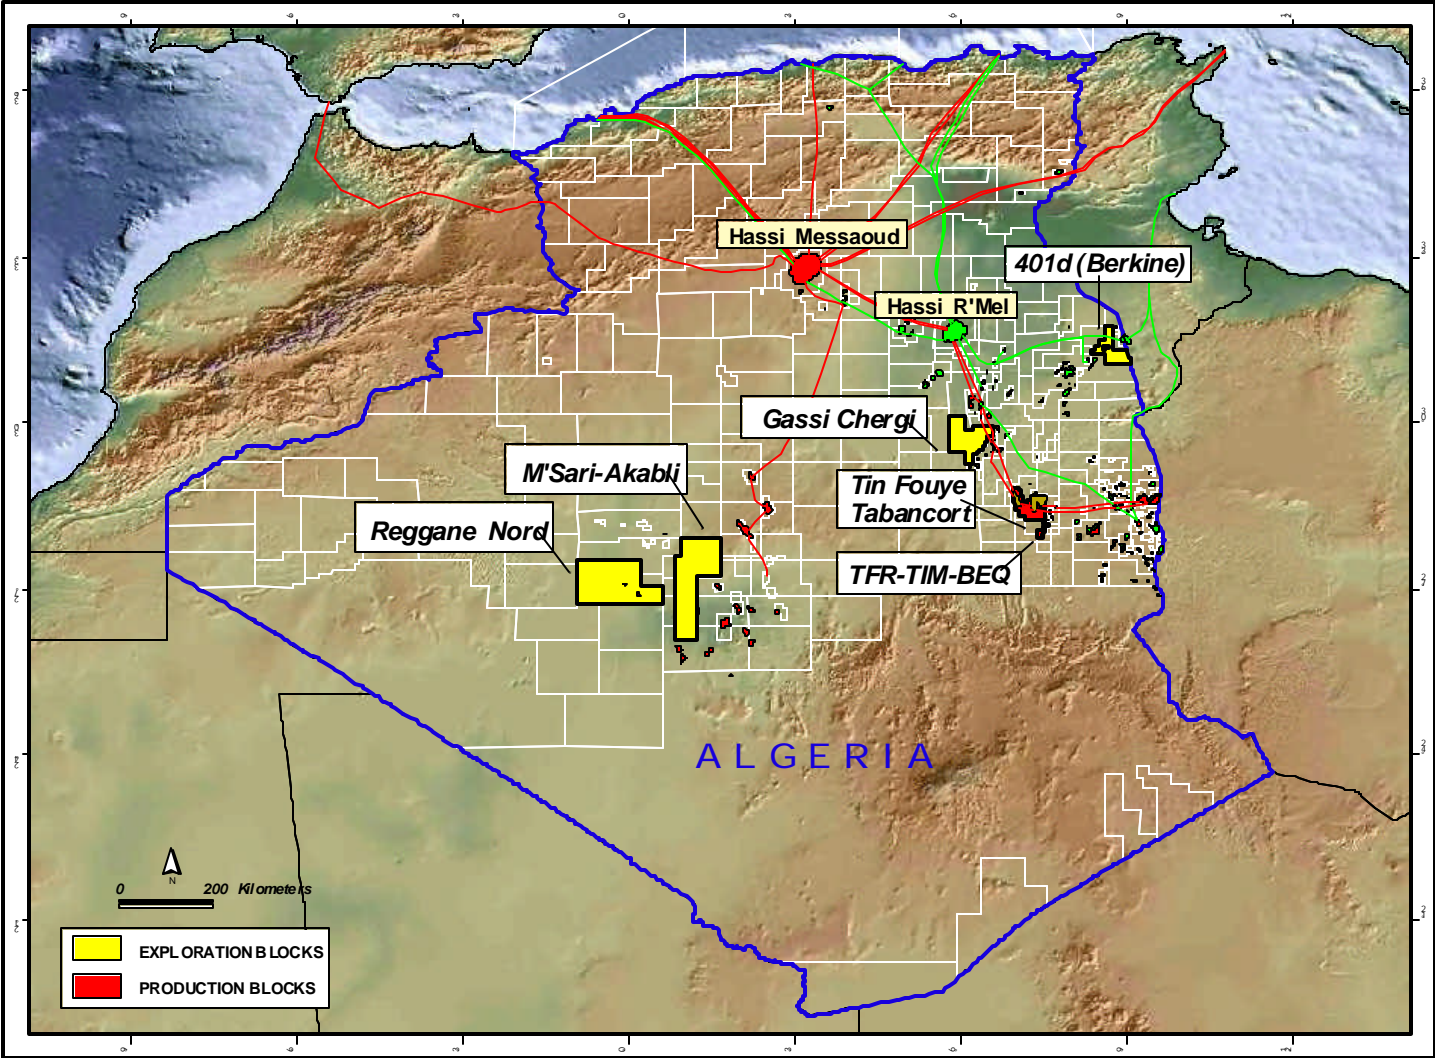 Hassi Messaoud
401d (Berkine)
Hassi R'Mel
Gassi Chergi
M'Sari-Akabli
Tin Fouye
Tabancort
Reggane Nord
TFR-TIM-BEQ
ALGERIA
N
0 200 Kilometers
EXPLORATION BLOCKS
PRODUCTION BLOCKS